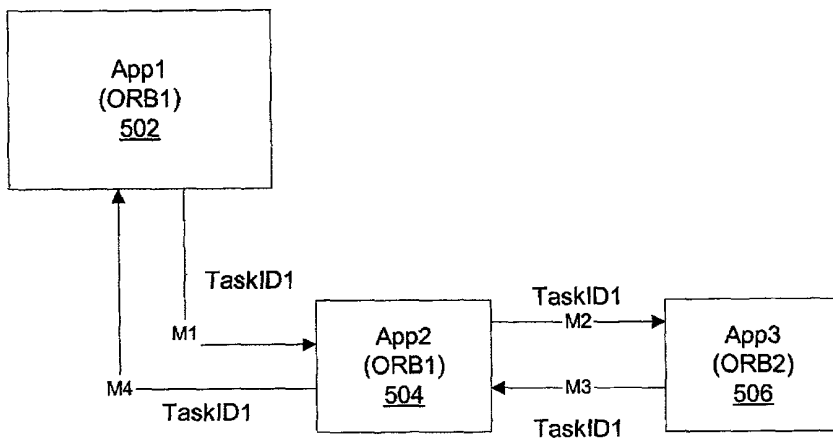 App1
(ORB1)
502
TaskID1
M1
App2
(ORB1)
504
TaskID1
M2
App3
(ORB2)
506
M3
TaskID1
M4
TaskID1